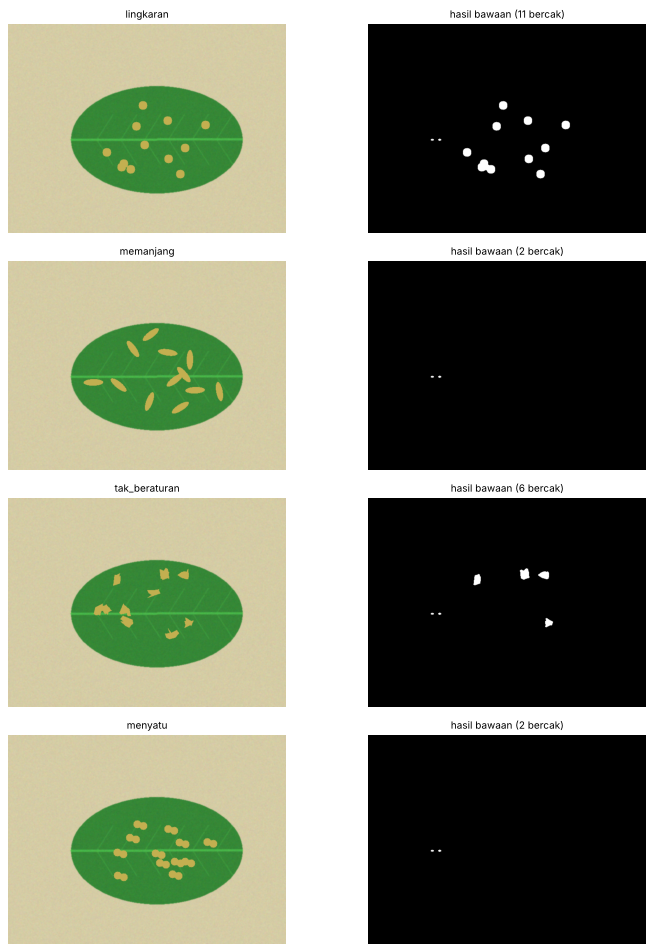 lingkaran
hasil bawaan (11 bercak)
memanjang
hasil bawaan (2 bercak)
tak_beraturan
hasil bawaan (6 bercak)
menyatu
hasil bawaan (2 bercak)